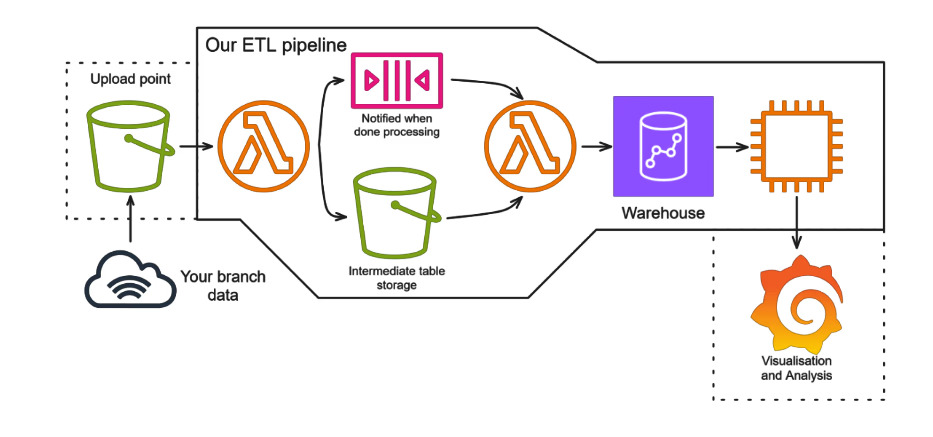 Our ETL pipeline
Upload point
Notified when
done processing
Warehouse
Intermediate table
storage
Your branch
data
Visualisation
and Analysis